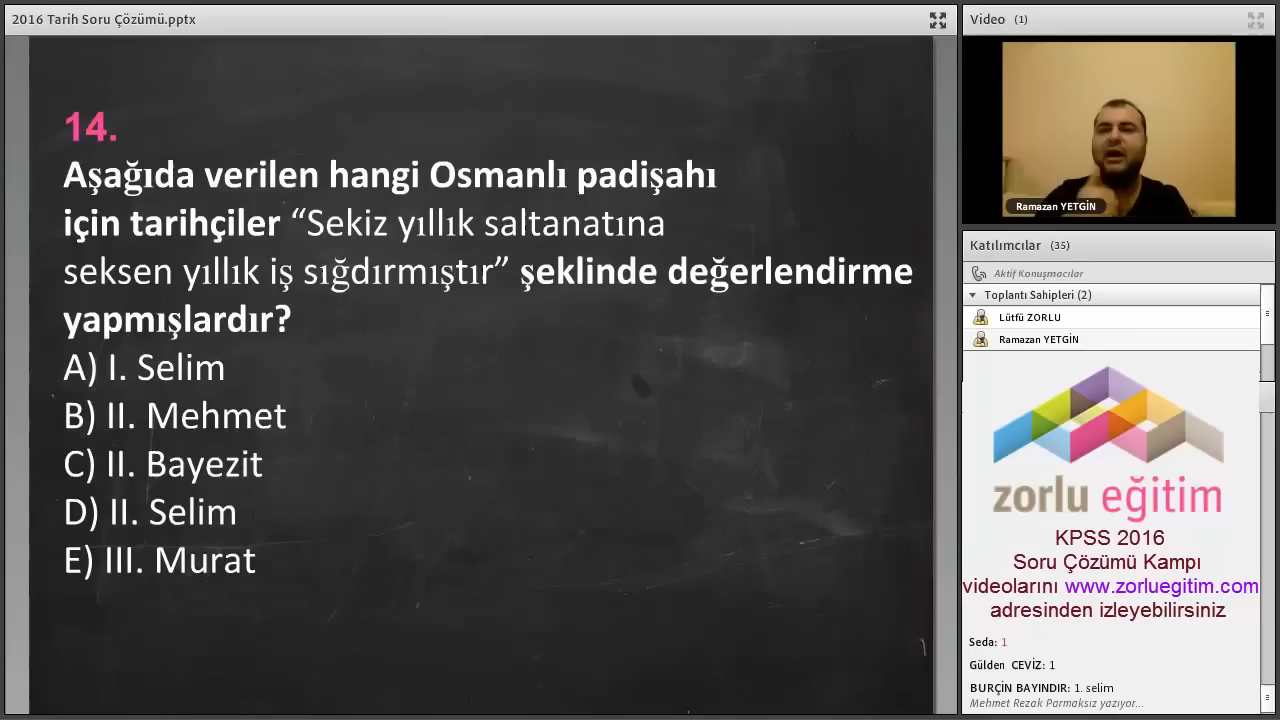 2016 Tarih Soru Çözümü.pptx
14.
Aşağıda verilen hangi Osmanlı padişahı
için tarihçiler “Sekiz yıllık saltanatına
seksen yıllık iş sığdırmıştır” şeklinde değerlendirme
yapmışlardır?
A) I. Selim
B) II. Mehmet
C) II. Bayezit
D) II. Selim
E) III. Murat
Video (1)
Ramazan YETGİN
Katılımcılar (35)
Aktif Konuşmacılar
Toplantı Sahipleri (2)
Lütfü ZORLU
Ramazan YETGİN
zorlu eğitim
KPSS 2016
Soru Çözümü Kampı
videolarını www.zorluegitim.com
adresinden izleyebilirsiniz
Seda: 1
Gülden CEVİZ: 1
BURÇİN BAYINDIR: 1. selim
Mehmet Rezak Parmaksız yazıyor...